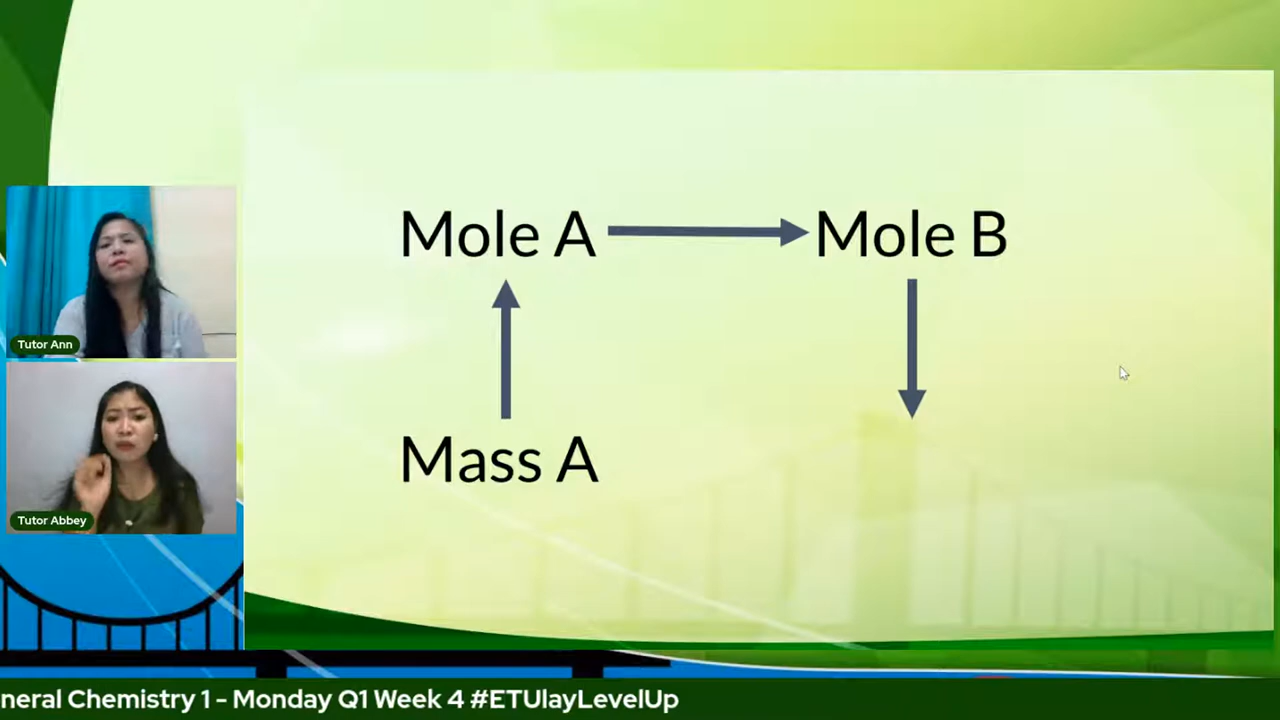 Mole A
Mole B
Mass A
Tutor Ann
Tutor Abbey
neral Chemistry 1 - Monday Q1 Week 4 #ETUlayLevelUp